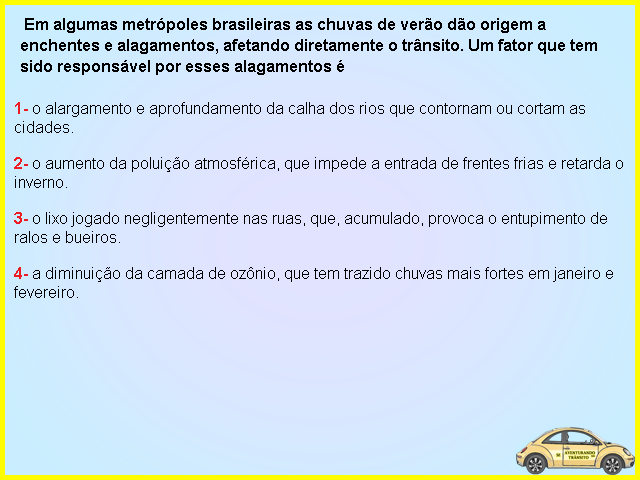 Em algumas metrópoles brasileiras as chuvas de verão dão origem a
enchentes e alagamentos, afetando diretamente o trânsito. Um fator que tem
sido responsável por esses alagamentos é
1- o alargamento e aprofundamento da calha dos rios que contornam ou cortam as
cidades.
2- o aumento da poluição atmosférica, que impede a entrada de frentes frias e retarda o
inverno.
3- o lixo jogado negligentemente nas ruas, que, acumulado, provoca o entupimento de
ralos e bueiros.
4- a diminuição da camada de ozônio, que tem trazido chuvas mais fortes em janeiro e
fevereiro.
AVENTURANDO
TRÂNSITO